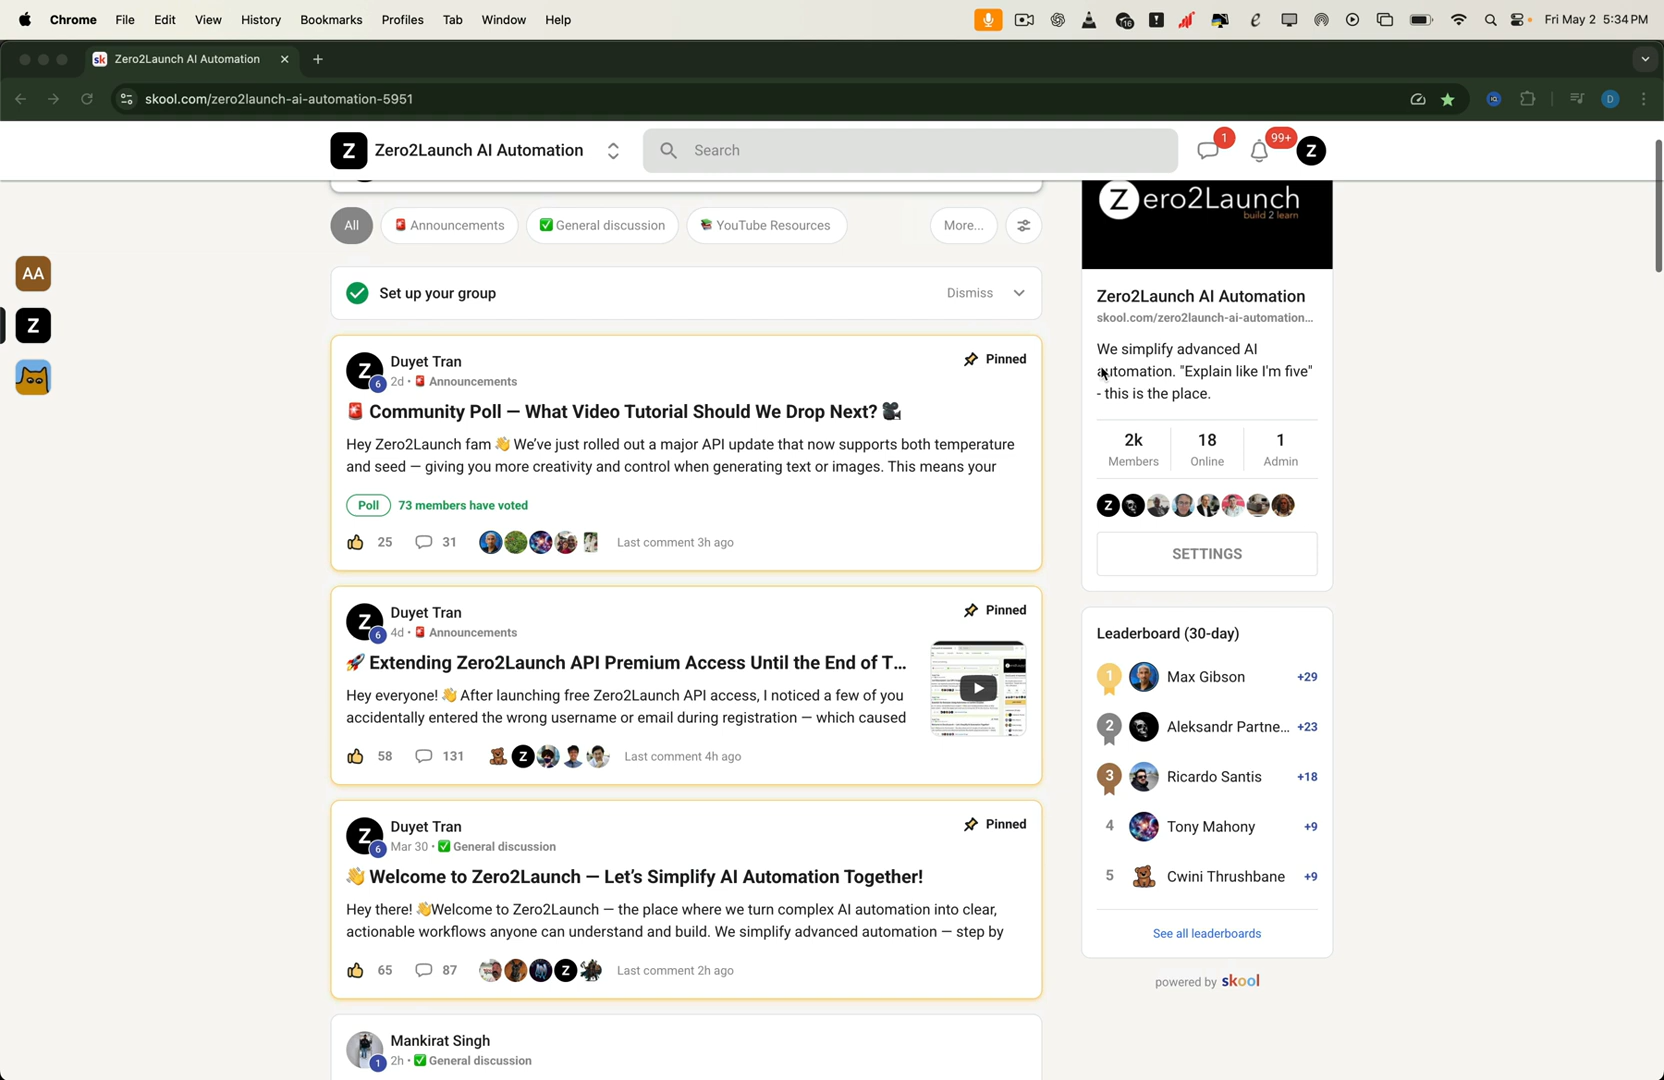 Chrome File Edit View History Bookmarks Profiles Tab Window Help
16
Fri May 2 5:34 PM
sk Zero2Launch AI Automation
skool.com/zero2launch-ai-automation-5951
D
Z Zero2Launch AI Automation
Search
1
99+
Z
All
🚨 Announcements
✅ General discussion
📚 YouTube Resources
More...
AA
Z
Set up your group
Dismiss
Z
6
Duyet Tran
Pinned
2d • 🚨 Announcements
🚨 Community Poll — What Video Tutorial Should We Drop Next? 🎥
Hey Zero2Launch fam 👋 We’ve just rolled out a major API update that now supports both temperature
and seed — giving you more creativity and control when generating text or images. This means your
Poll 73 members have voted
25 31 Last comment 3h ago
Z
6
Duyet Tran
Pinned
4d • 🚨 Announcements
🚀 Extending Zero2Launch API Premium Access Until the End of T...
Hey everyone! 👋 After launching free Zero2Launch API access, I noticed a few of you
accidentally entered the wrong username or email during registration — which caused
58 131 Z Last comment 4h ago
Z
6
Duyet Tran
Pinned
Mar 30 • ✅ General discussion
👋 Welcome to Zero2Launch — Let’s Simplify AI Automation Together!
Hey there! 👋Welcome to Zero2Launch — the place where we turn complex AI automation into clear,
actionable workflows anyone can understand and build. We simplify advanced automation — step by
65 87 Z Last comment 2h ago
1
Mankirat Singh
2h • ✅ General discussion
Zero2Launch
build 2 learn
Zero2Launch AI Automation
skool.com/zero2launch-ai-automation...
We simplify advanced AI
automation. "Explain like I'm five"
- this is the place.
2k 18 1
Members Online Admin
Z
SETTINGS
Leaderboard (30-day)
1 Max Gibson +29
2 Aleksandr Partne... +23
3 Ricardo Santis +18
4 Tony Mahony +9
5 Cwini Thrushbane +9
See all leaderboards
powered by skool